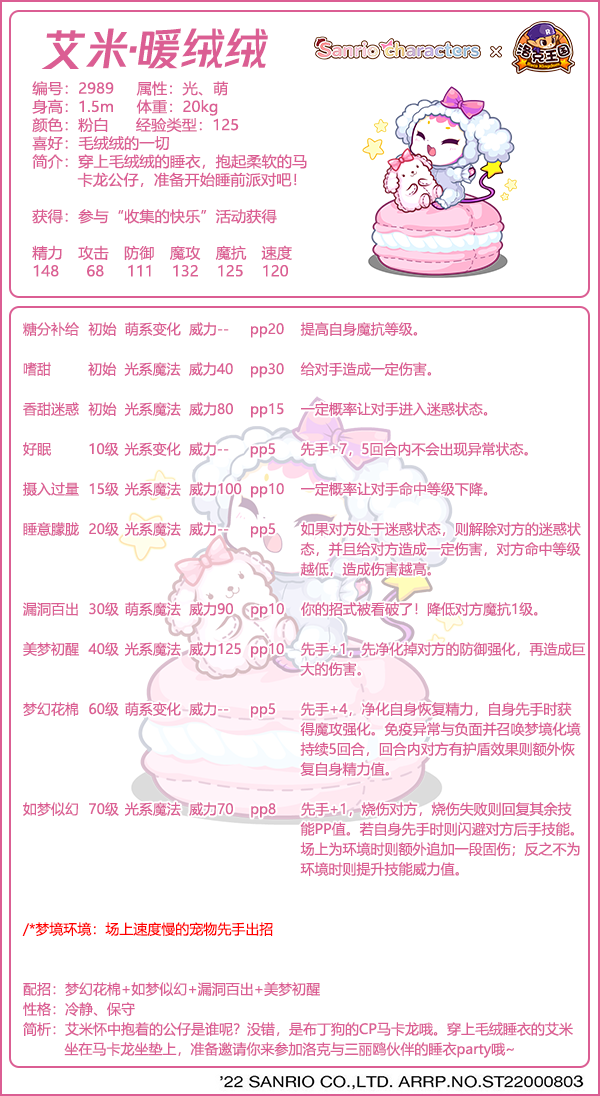 艾米·暖绒绒
Sanrio characters × 洛克王国
编号：2989 属性：光、萌
身高：1.5m 体重：20kg
颜色：粉白 经验类型：125
喜好：毛绒绒的一切
简介：穿上毛绒绒的睡衣，抱起柔软的马
卡龙公仔，准备开始睡前派对吧！
获得：参与“收集的快乐”活动获得
精力 攻击 防御 魔攻 魔抗 速度
148 68 111 132 125 120
糖分补给 初始 萌系变化 威力-- pp20 提高自身魔抗等级。
嗜甜 初始 光系魔法 威力40 pp30 给对手造成一定伤害。
香甜迷惑 初始 光系魔法 威力80 pp15 一定概率让对手进入迷惑状态。
好眠 10级 光系变化 威力-- pp5 先手+7，5回合内不会出现异常状态。
摄入过量 15级 光系魔法 威力100 pp10 一定概率让对手命中等级下降。
睡意朦胧 20级 光系魔法 威力-- pp5 如果对方处于迷惑状态，则解除对方的迷惑状
态，并且给对方造成一定伤害，对方命中等级
越低，造成伤害越高。
漏洞百出 30级 萌系魔法 威力90 pp10 你的招式被看破了！降低对方魔抗1级。
美梦初醒 40级 光系魔法 威力125 pp10 先手+1，先净化掉对方的防御强化，再造成巨
大的伤害。
梦幻花棉 60级 萌系变化 威力-- pp5 先手+4，净化自身恢复精力，自身先手时获
得魔攻强化。免疫异常与负面并召唤梦境化境
持续5回合，回合内对方有护盾效果则额外恢
复自身精力值。
如梦似幻 70级 光系魔法 威力70 pp8 先手+1，烧伤对方，烧伤失败则回复其余技
能PP值。若自身先手时则闪避对方后手技能。
场上为环境时则额外追加一段固伤；反之不为
环境时则提升技能威力值。
/*梦境环境：场上速度慢的宠物先手出招
配招：梦幻花棉+如梦似幻+漏洞百出+美梦初醒
性格：冷静、保守
简析：艾米怀中抱着的公仔是谁呢？没错，是布丁狗的CP马卡龙哦。穿上毛绒睡衣的艾米
坐在马卡龙坐垫上，准备邀请你来参加洛克与三丽鸥伙伴的睡衣party哦~
’22 SANRIO CO.,LTD. ARRP.NO.ST22000803